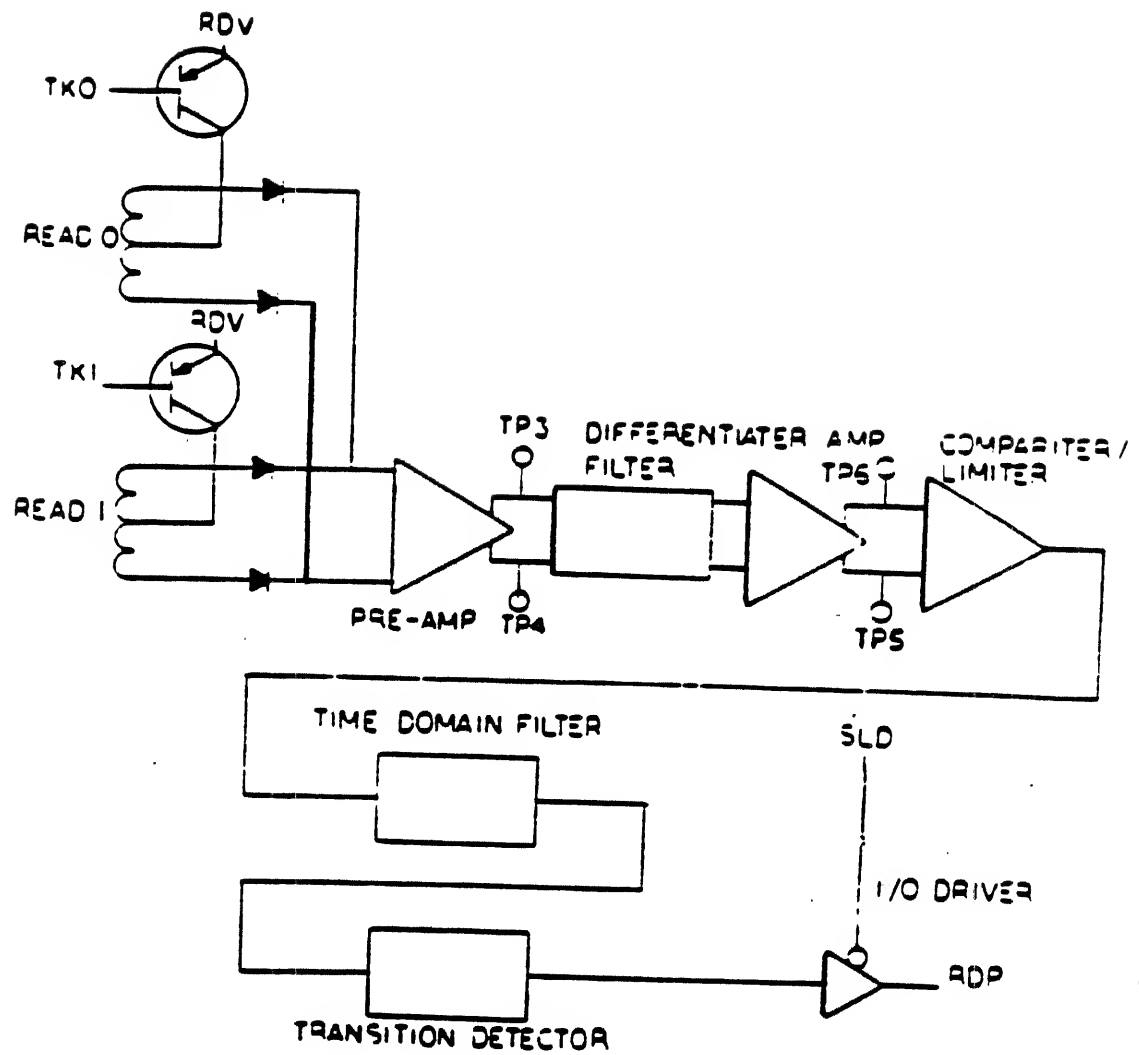 RDV
TK0
READ 0
RDV
TK1
READ 1
PRE-AMP
TP3
TP4
DIFFERENTIATER
FILTER
AMP
TP6
TP5
COMPARITER/
LIMITER
TIME DOMAIN FILTER
SLD
I/O DRIVER
RDP
TRANSITION DETECTOR